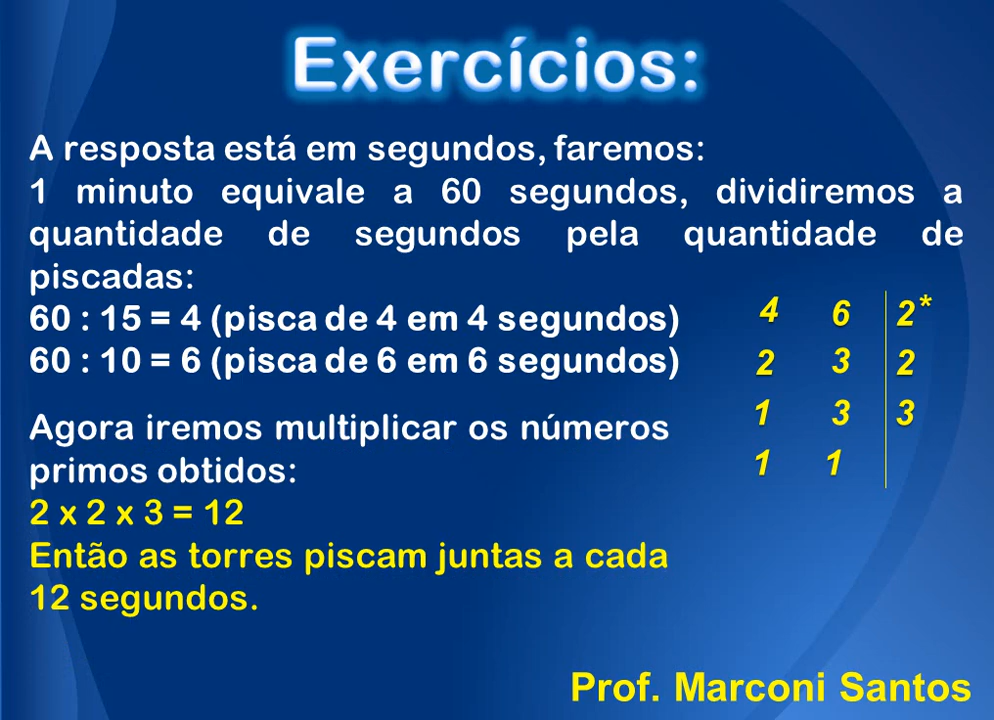 Exercícios:
A resposta está em segundos, faremos:
1 minuto equivale a 60 segundos, dividiremos a
quantidade de segundos pela quantidade de
piscadas:
60 : 15 = 4 (pisca de 4 em 4 segundos)
60 : 10 = 6 (pisca de 6 em 6 segundos)
4 6 2*
2 3 2
1 3 3
1 1
Agora iremos multiplicar os números
primos obtidos:
2 x 2 x 3 = 12
Então as torres piscam juntas a cada
12 segundos.
Prof. Marconi Santos